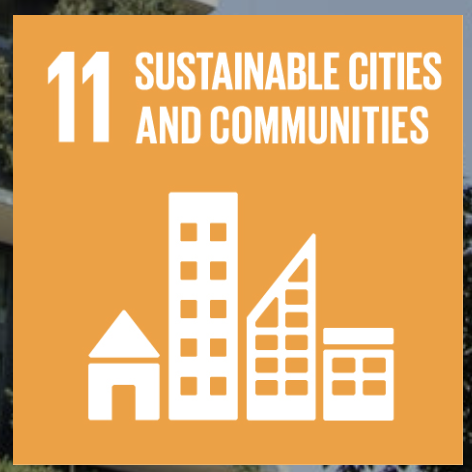 11 SUSTAINABLE CITIES
AND COMMUNITIES